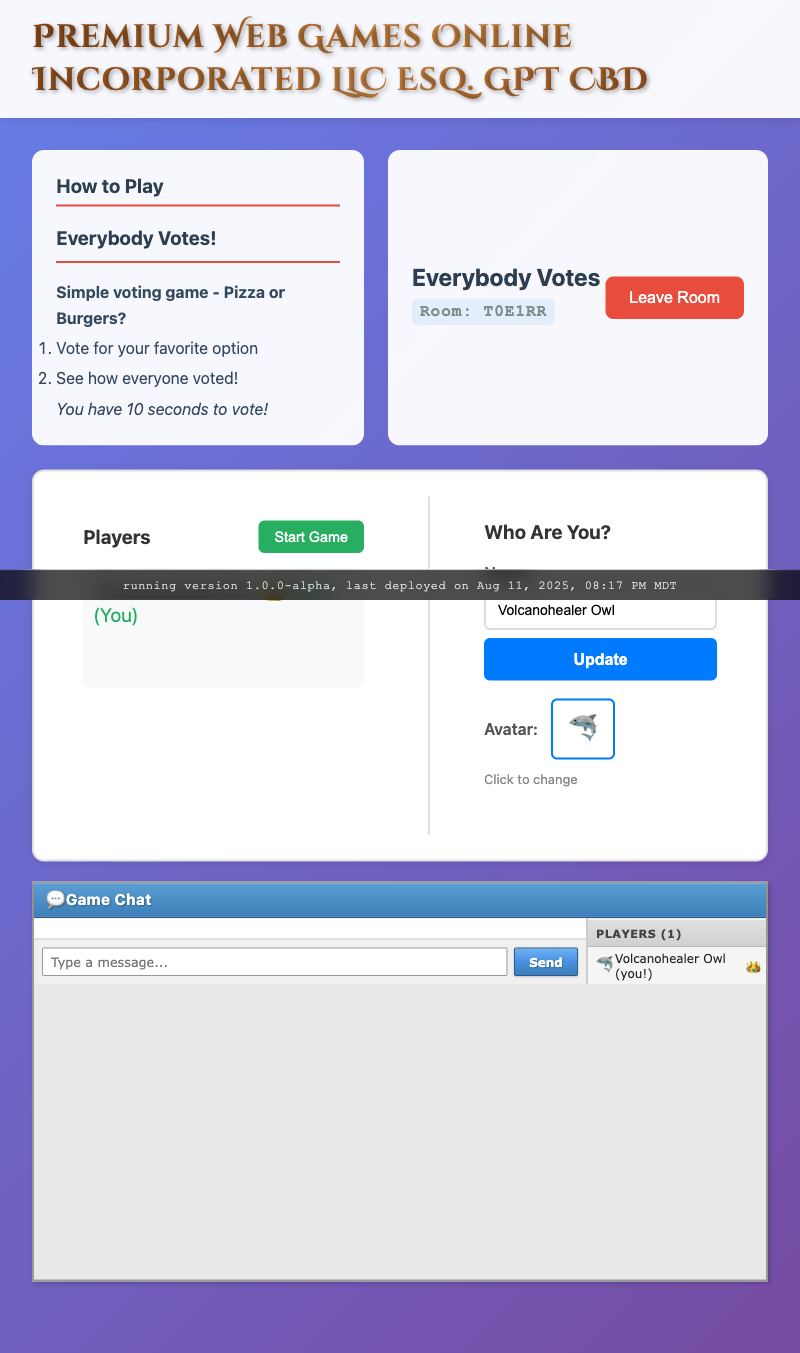 Premium Web Games Online
Incorporated LLC Esq. GPT CBD
How to Play
Everybody Votes!
Simple voting game - Pizza or
Burgers?
1. Vote for your favorite option
2. See how everyone voted!
You have 10 seconds to vote!
Everybody Votes
Room: T0E1RR
Leave Room
Players
Start Game
(You)
Who Are You?
running version 1.0.0-alpha, last deployed on Aug 11, 2025, 08:17 PM MDT
Volcanohealer Owl
Update
Avatar:
Click to change
Game Chat
Type a message...
Send
PLAYERS (1)
Volcanohealer Owl
(you!)